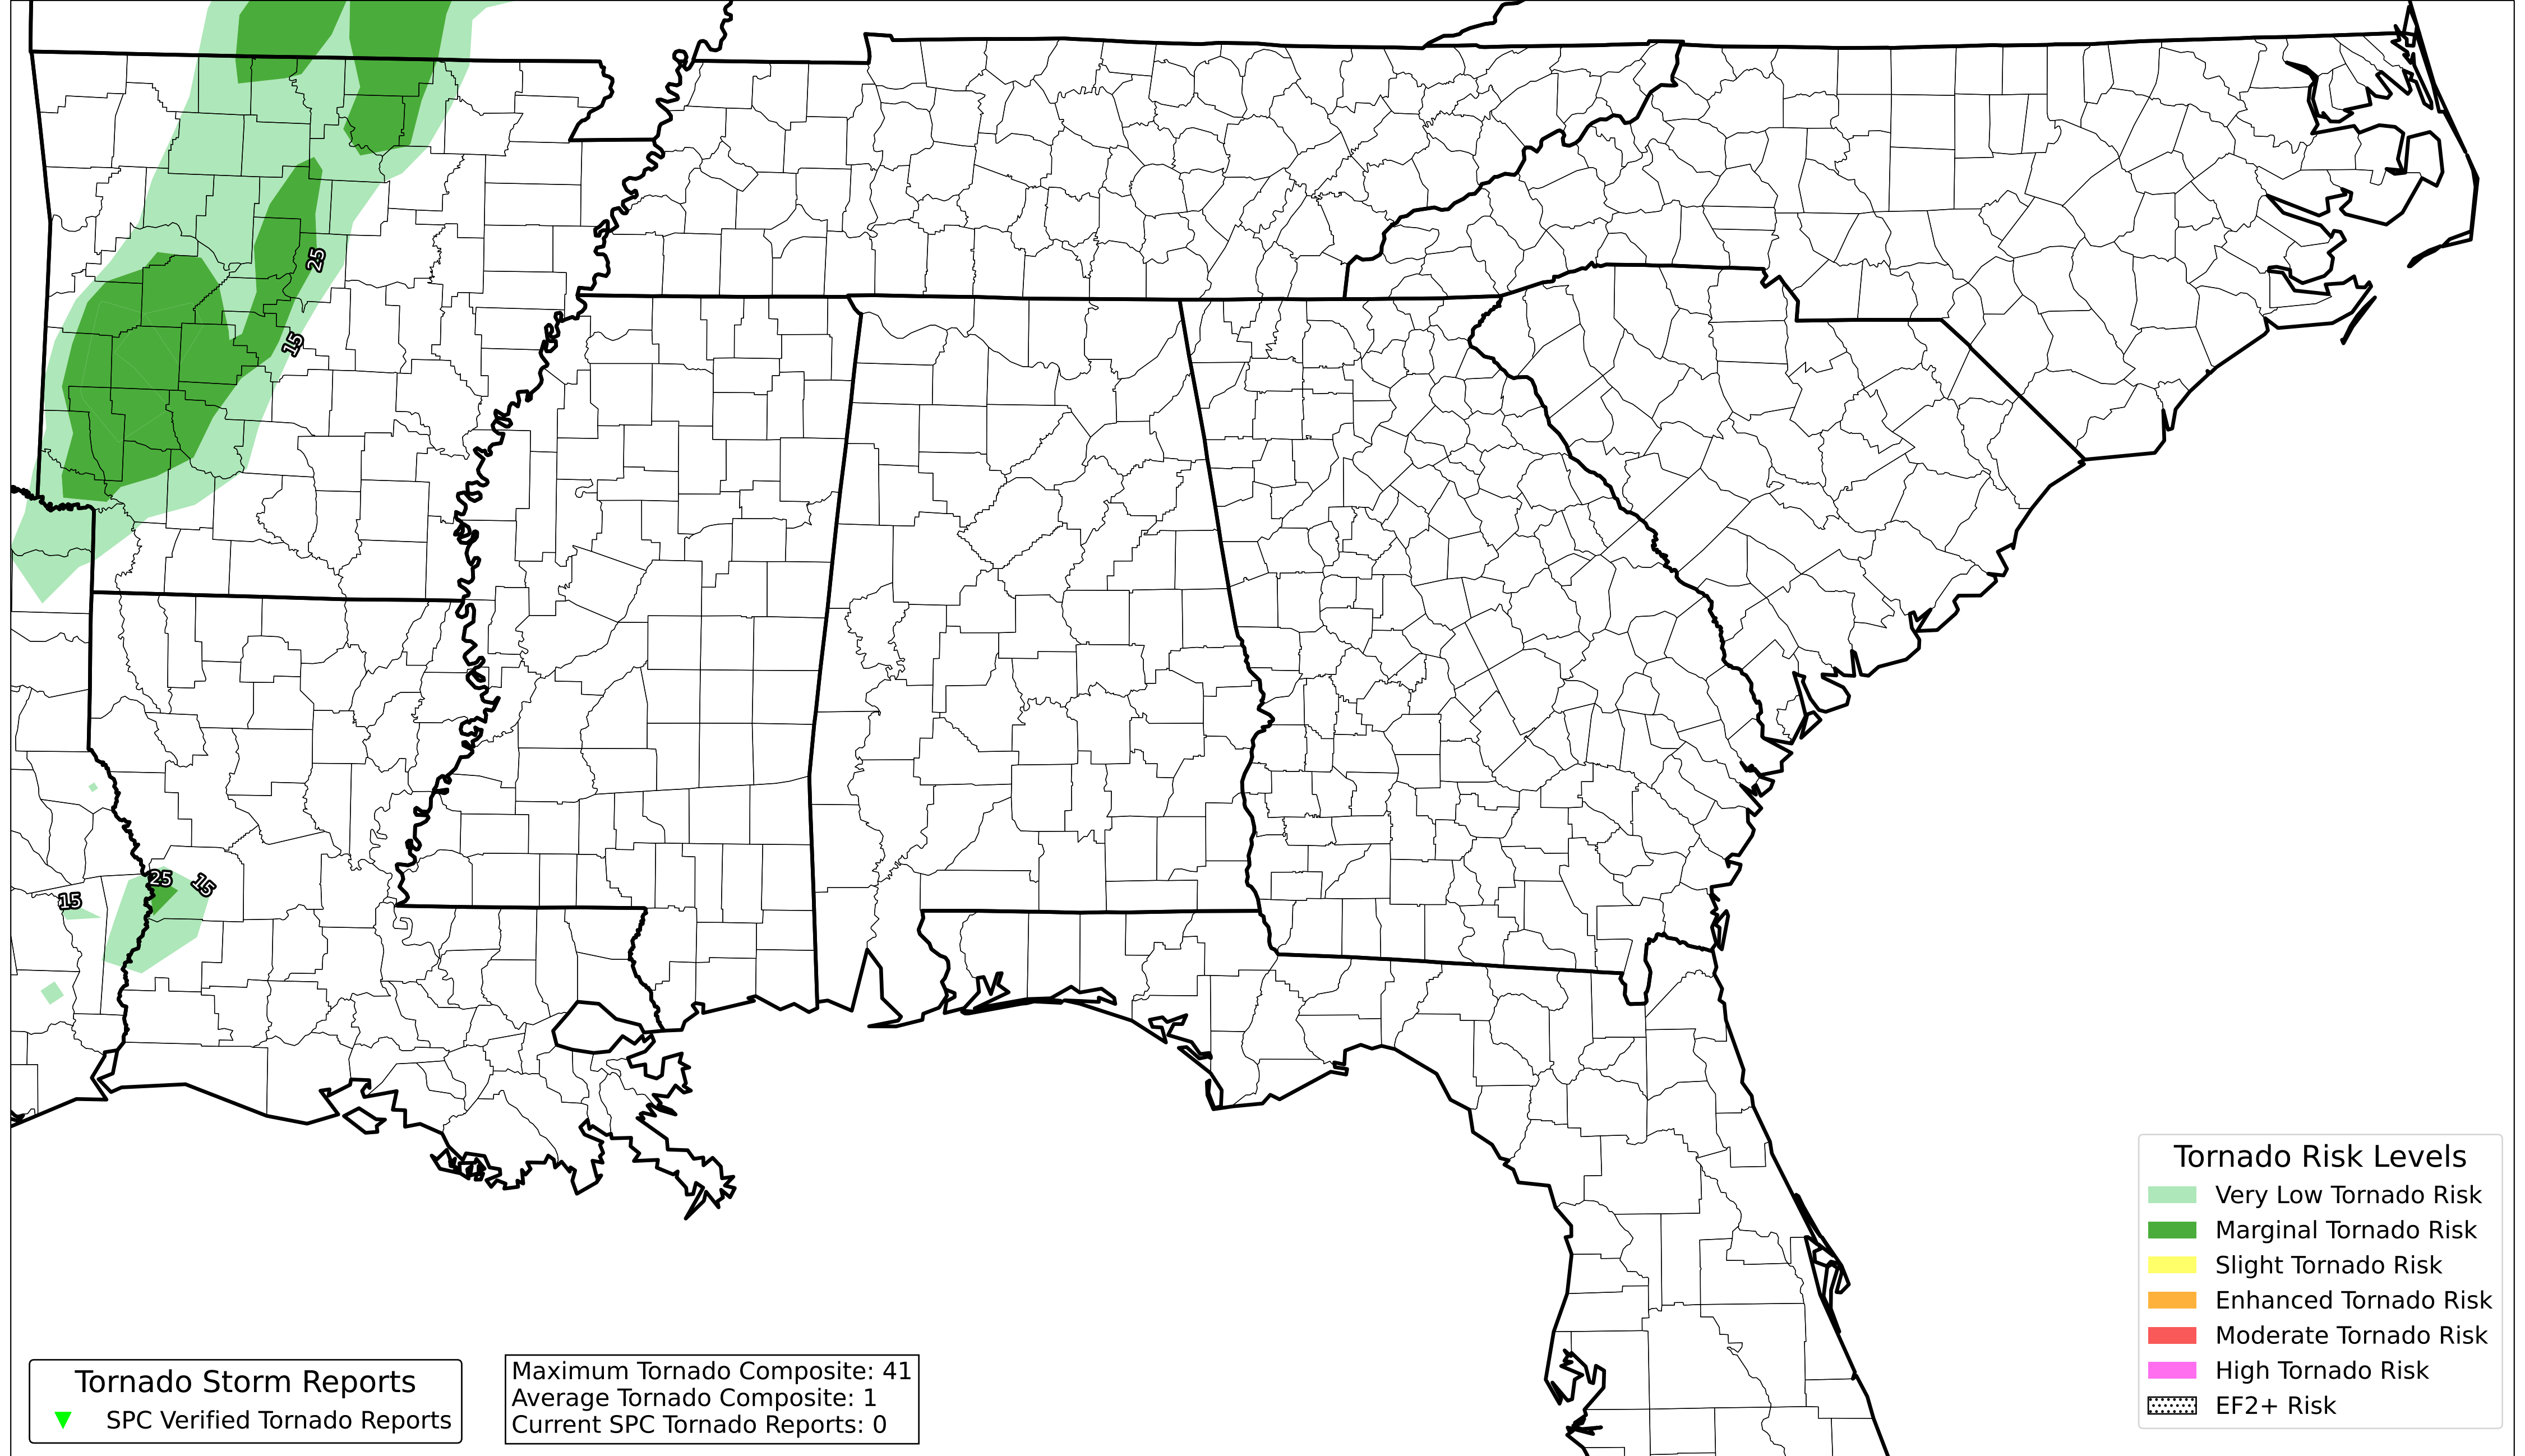 25
15
25
15
15
Tornado Risk Levels
Very Low Tornado Risk
Marginal Tornado Risk
Slight Tornado Risk
Enhanced Tornado Risk
Moderate Tornado Risk
High Tornado Risk
EF2+ Risk
Tornado Storm Reports
SPC Verified Tornado Reports
Maximum Tornado Composite: 41
Average Tornado Composite: 1
Current SPC Tornado Reports: 0